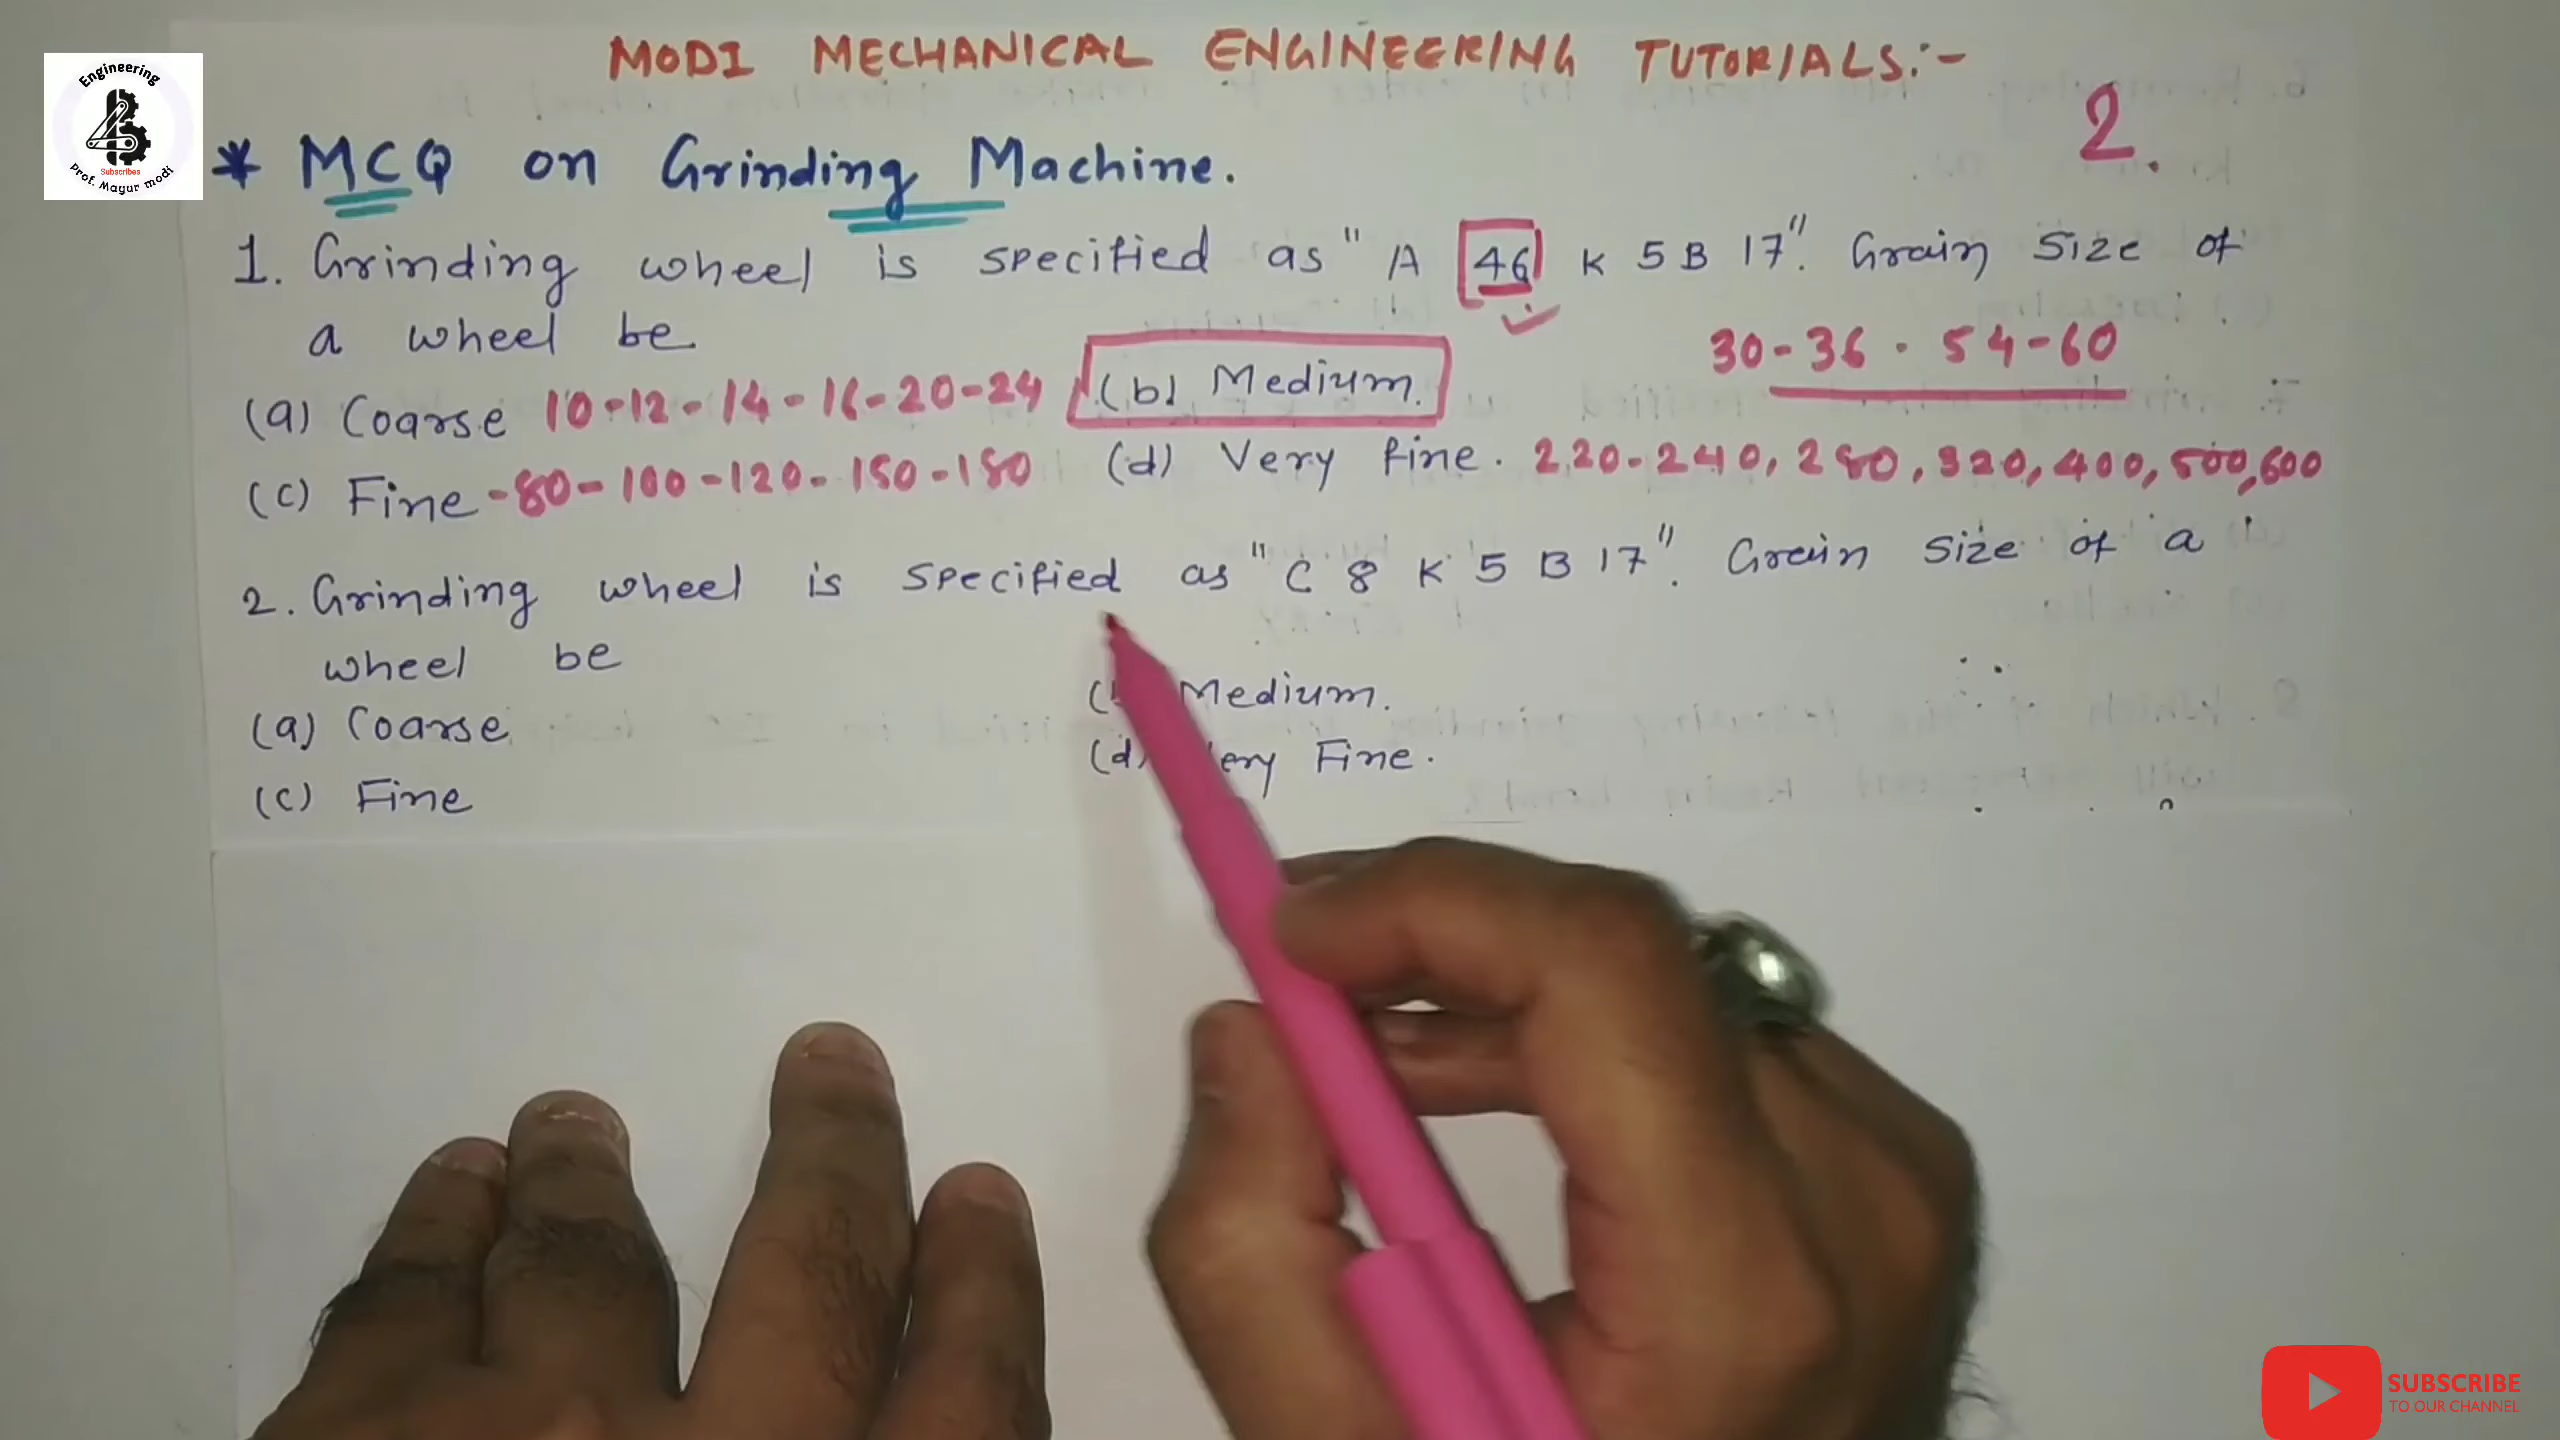 MODI MECHANICAL ENGINEERING TUTORIALS:-
Engineering
Subscribes
Prof. Mayur modi
2.
* MCQ on Grinding Machine.
1. Grinding wheel is specified as "A 46 K 5 B 17". Grain Size of
a wheel be
30-36 - 54-60
(a) Coarse 10-12-14-16-20-24 (b) Medium.
(c) Fine -80-100-120-150-180 (d) Very fine. 220-240, 280, 320, 400, 500, 600
2. Grinding wheel is specified as "C 8 K 5 B 17". Grain Size of a
wheel be
(a) Coarse Medium.
(c) Fine (d) ery Fine.
SUBSCRIBE
TO OUR CHANNEL